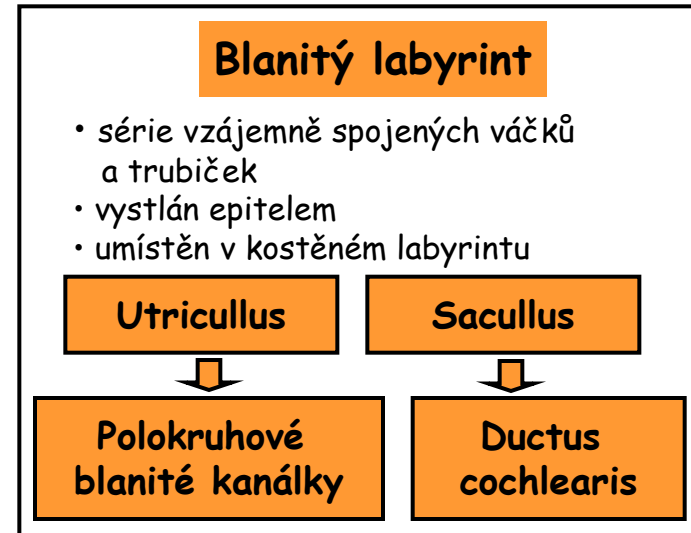 Blanitý labyrint
• série vzájemně spojených váčků
a trubiček
• vystlán epitelem
• umístěn v kostěném labyrintu
Utricullus
Sacullus
Polokruhové
blanité kanálky
Ductus
cochlearis